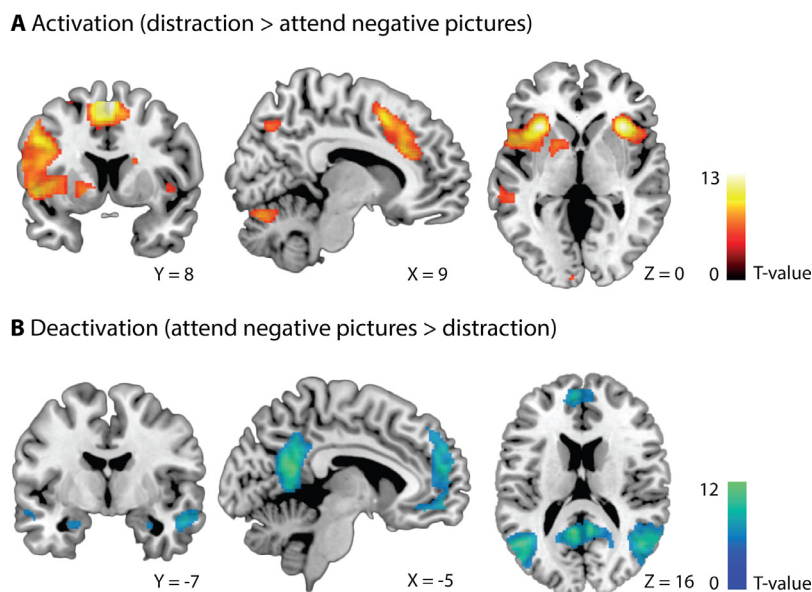 A Activation (distraction > attend negative pictures)
13
0 T-value
Y = 8
X = 9
Z = 0
B Deactivation (attend negative pictures > distraction)
12
0 T-value
Y = -7
X = -5
Z = 16